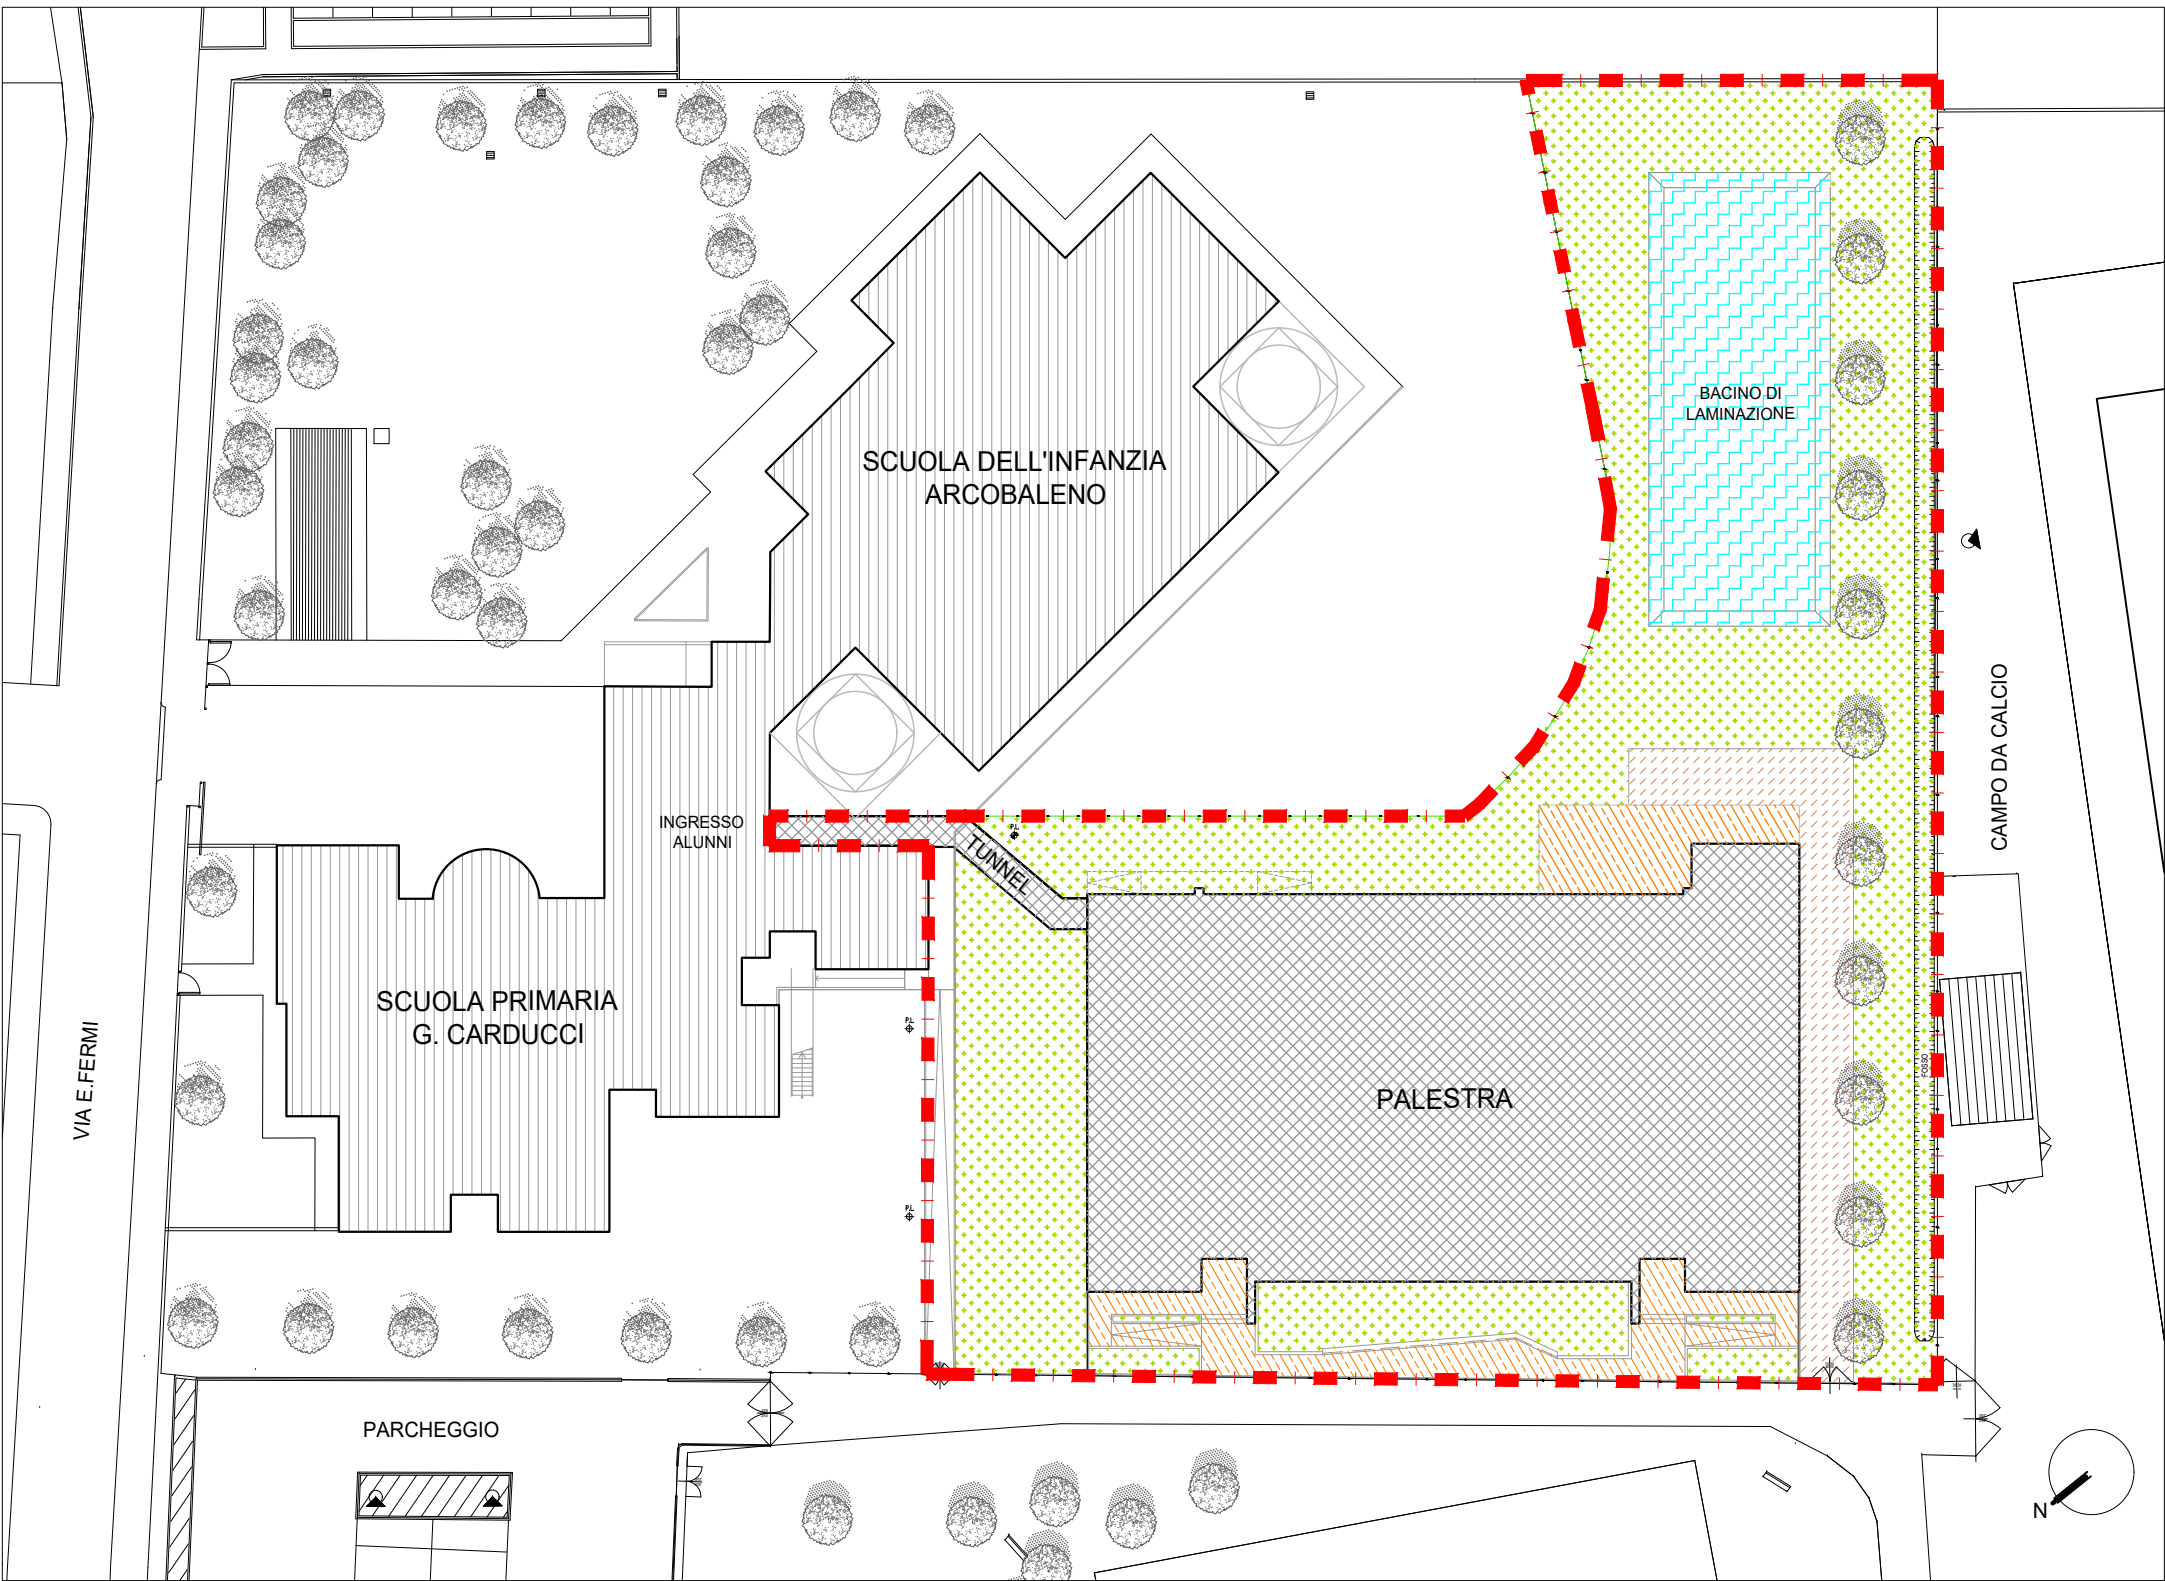 BACINO DI
LAMINAZIONE
SCUOLA DELL'INFANZIA
ARCOBALENO
CAMPO DA CALCIO
INGRESSO
ALUNNI
P.I.
TUNNEL
SCUOLA PRIMARIA
G. CARDUCCI
P.I.
VIA E.FERMI
PALESTRA
FOSSO
P.I.
PARCHEGGIO
N